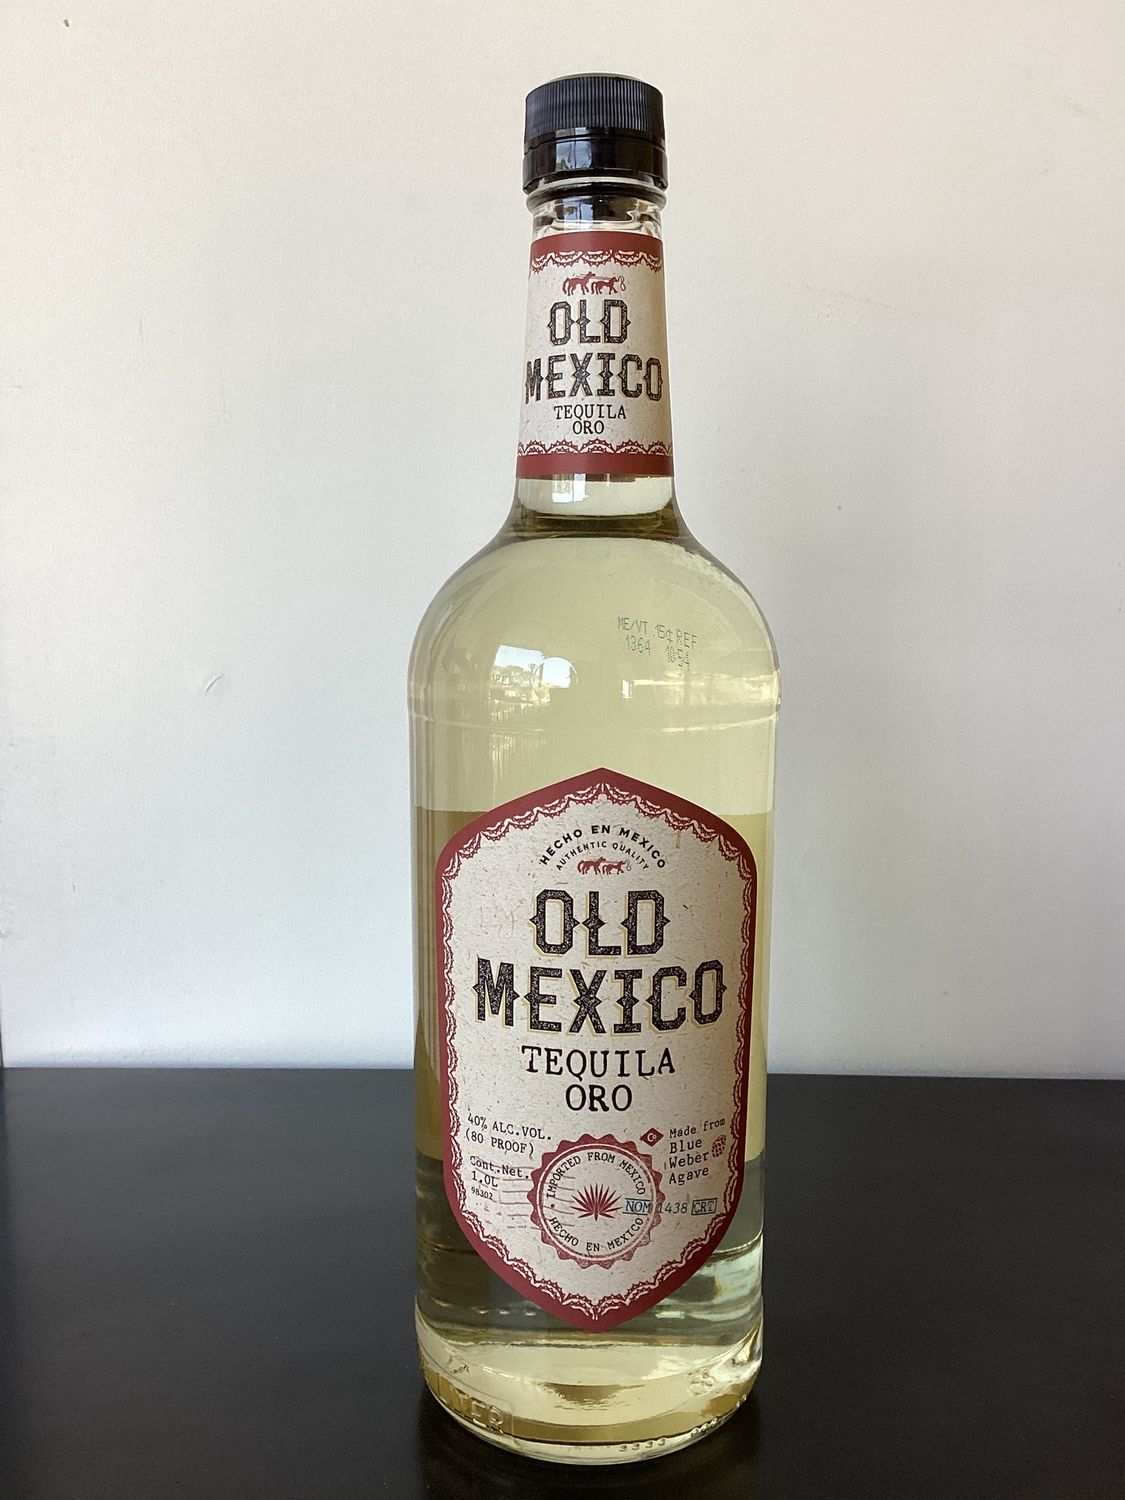 OLD
MEXICO
TEQUILA
ORO
ME/VT 15¢ REF
1364 10:54
HECHO EN MEXICO
AUTHENTIC QUALITY
OLD
MEXICO
TEQUILA
ORO
40% ALC.VOL.
(80 PROOF)
Cont.Net.
1.0L
98302
IMPORTED FROM MEXICO
HECHO EN MEXICO
Made from
Blue
Weber
Agave
NOM 1438 CRT
LITER